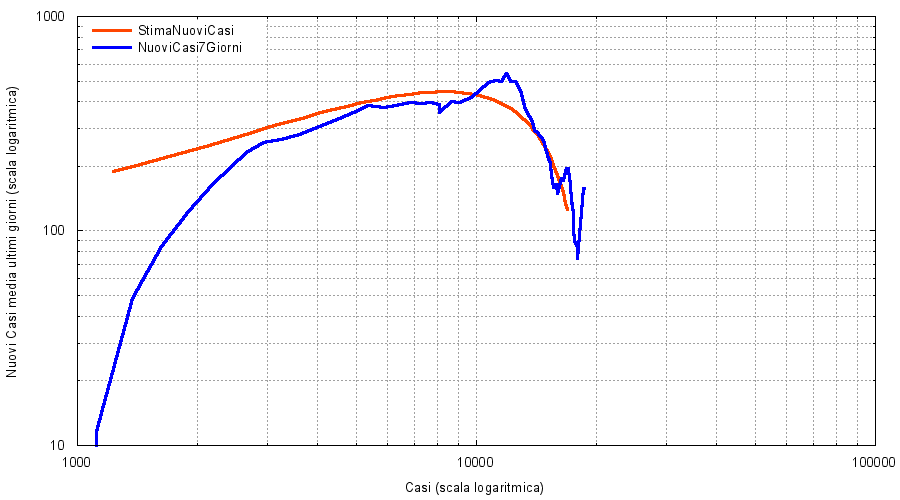 1000
StimaNuoviCasi
NuoviCasi7Giorni
Nuovi Casi media ultimi giorni (scala logaritmica)
100
10
1000
10000
100000
Casi (scala logaritmica)